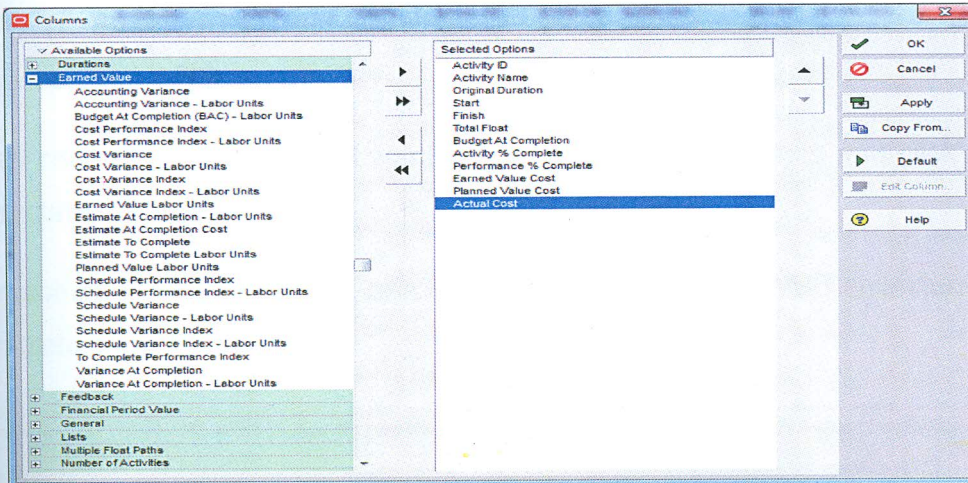 Columns
Available Options
Durations
Earned Value
Accounting Variance
Accounting Variance - Labor Units
Budget At Completion (BAC) - Labor Units
Cost Performance Index
Cost Performance Index - Labor Units
Cost Variance
Cost Variance - Labor Units
Cost Variance Index
Cost Variance Index - Labor Units
Earned Value Labor Units
Estimate At Completion - Labor Units
Estimate At Completion Cost
Estimate To Complete
Estimate To Complete Labor Units
Planned Value Labor Units
Schedule Performance Index
Schedule Performance Index - Labor Units
Schedule Variance
Schedule Variance - Labor Units
Schedule Variance Index
Schedule Variance Index - Labor Units
To Complete Performance Index
Variance At Completion
Variance At Completion - Labor Units
Feedback
Financial Period Value
General
Lists
Multiple Float Paths
Number of Activities
Selected Options
Activity ID
Activity Name
Original Duration
Start
Finish
Total Float
Budget At Completion
Activity % Complete
Performance % Complete
Earned Value Cost
Planned Value Cost
Actual Cost
OK
Cancel
Apply
Copy From...
Default
Edit Column...
Help